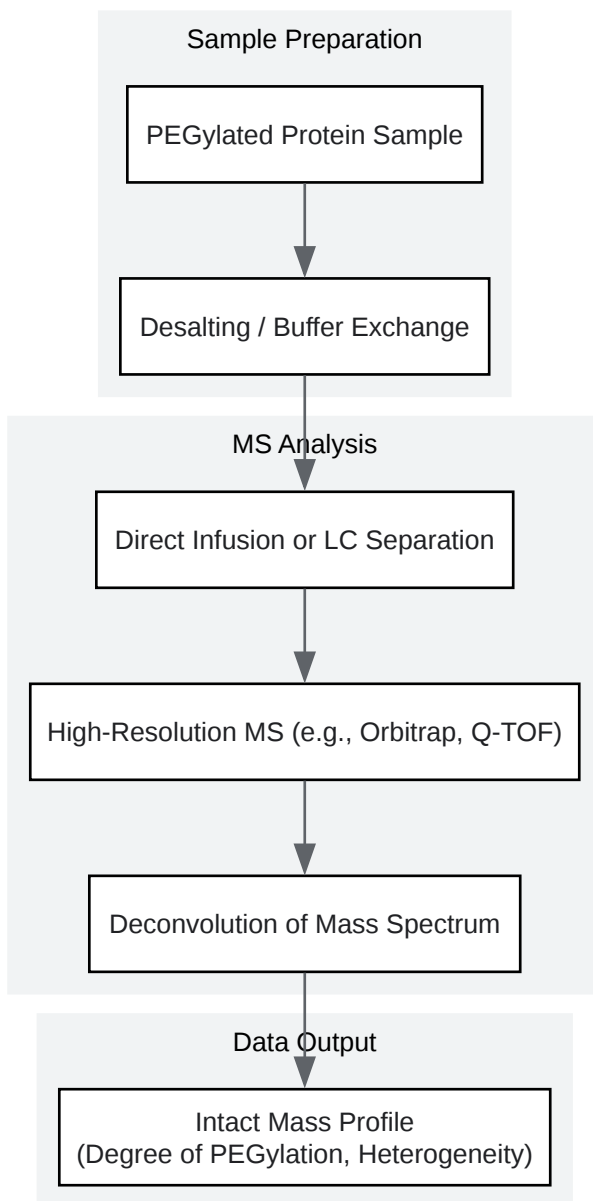 Sample Preparation
PEGylated Protein Sample
Desalting / Buffer Exchange
MS Analysis
Direct Infusion or LC Separation
High-Resolution MS (e.g., Orbitrap, Q-TOF)
Deconvolution of Mass Spectrum
Data Output
Intact Mass Profile
(Degree of PEGylation, Heterogeneity)